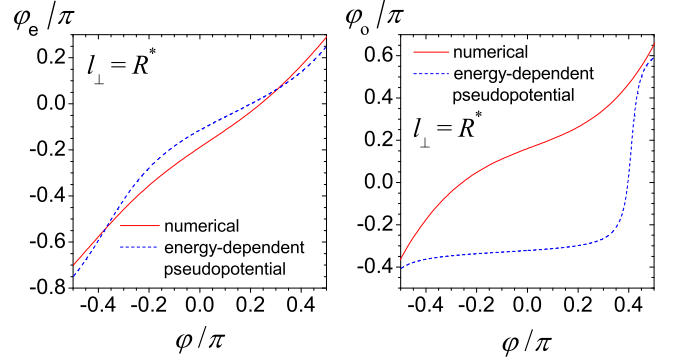 φe/π
0.2
0.0
-0.2
-0.4
-0.6
-0.8
l⊥ = R*
numerical
energy-dependent
pseudopotential
-0.4 -0.2 0.0 0.2 0.4
φ/π
φo/π
0.6
0.4
0.2
0.0
-0.2
-0.4
numerical
energy-dependent
pseudopotential
l⊥ = R*
-0.4 -0.2 0.0 0.2 0.4
φ/π